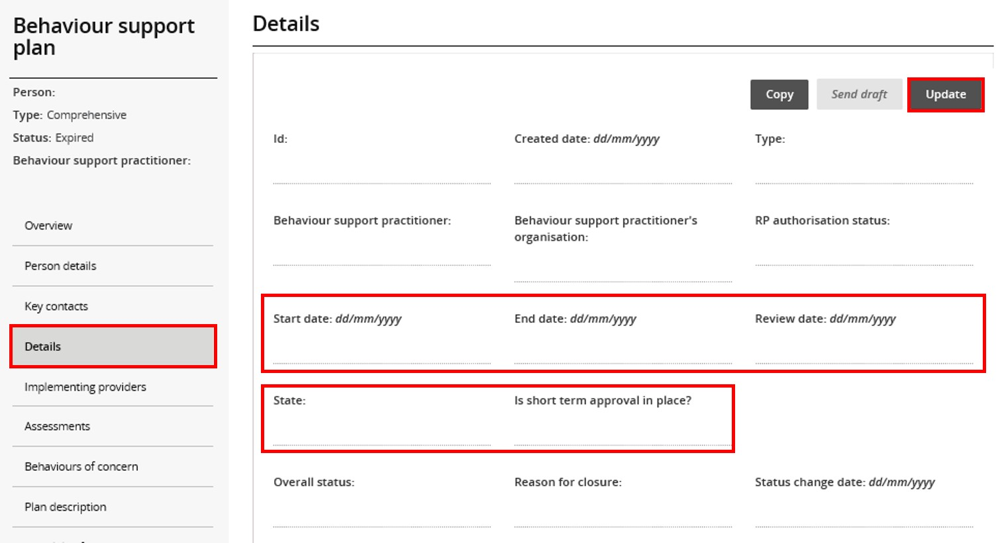 Behaviour support
plan
Person:
Type: Comprehensive
Status: Expired
Behaviour support practitioner:
Overview
Person details
Key contacts
Details
Implementing providers
Assessments
Behaviours of concern
Plan description
Details
Copy
Send draft
Update
Id:
Created date: dd/mm/yyyy
Type:
Behaviour support practitioner:
Behaviour support practitioner's
organisation:
RP authorisation status:
Start date: dd/mm/yyyy
End date: dd/mm/yyyy
Review date: dd/mm/yyyy
State:
Is short term approval in place?
Overall status:
Reason for closure:
Status change date: dd/mm/yyyy